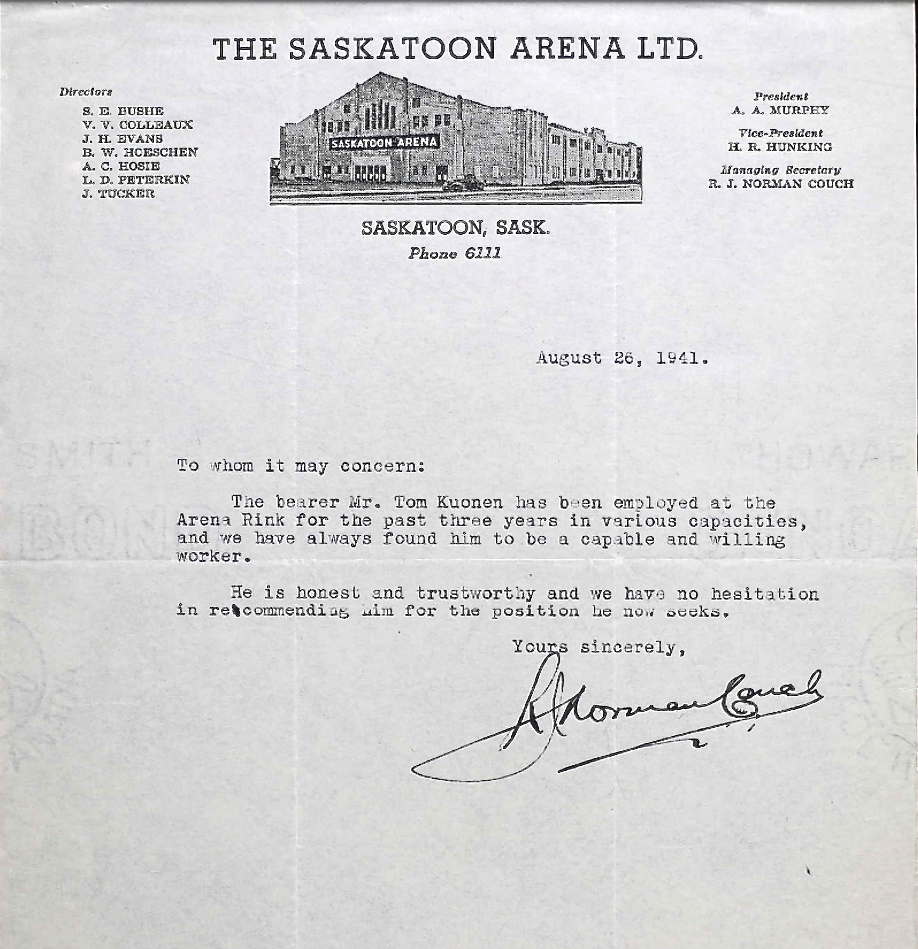 THE SASKATOON ARENA LTD.
Directors
S. E. BUSHE
V. V. COLLEAUX
J. H. EVANS
B. W. HOESCHEN
A. C. HOSIE
L. D. PETERKIN
J. TUCKER
SASKATOON ARENA
President
A. A. MURPHY
Vice-President
H. R. HUNKING
Managing Secretary
R. J. NORMAN COUCH
SASKATOON, SASK.
Phone 6111
August 26, 1941.
To whom it may concern:
The bearer Mr. Tom Kuonen has been employed at the
Arena Rink for the past three years in various capacities,
and we have always found him to be a capable and willing
worker.
He is honest and trustworthy and we have no hesitation
in recommending him for the position he now seeks.
Yours sincerely,
RJ Norman Couch